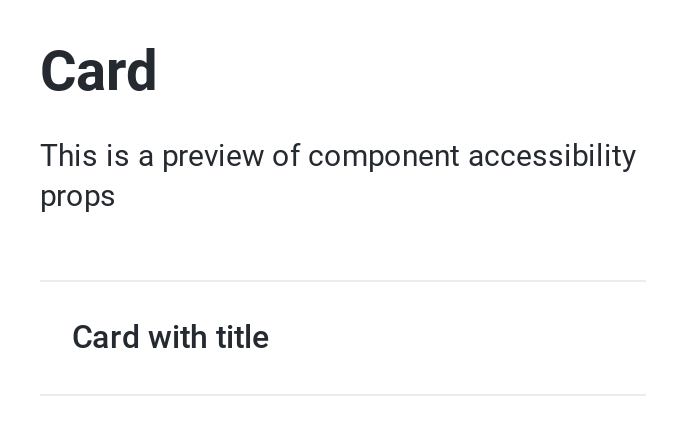 Card
This is a preview of component accessibility
props
Card with title